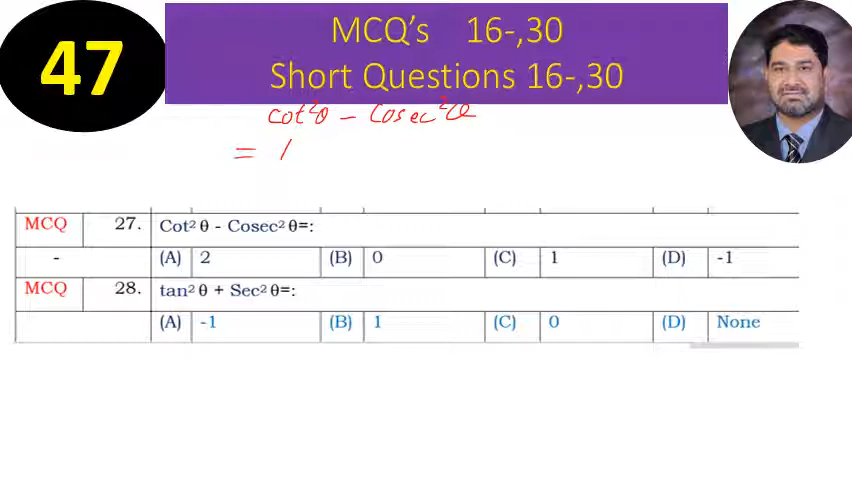 47
MCQ's 16-,30
Short Questions 16-,30
cot²θ - cosec²θ
= 1
MCQ 27. Cot² θ - Cosec² θ=:
- (A) 2 (B) 0 (C) 1 (D) -1
MCQ 28. tan² θ + Sec² θ=:
(A) -1 (B) 1 (C) 0 (D) None